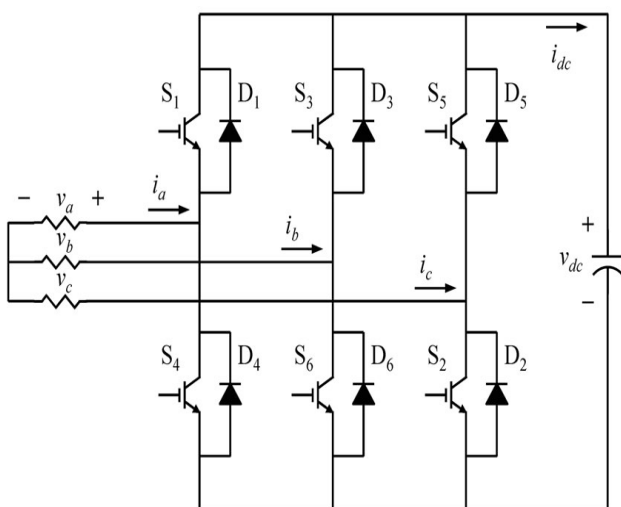 i_dc
S₁ D₁ S₃ D₃ S₅ D₅
− v_a + i_a
v_b i_b
v_c i_c
+
v_dc
−
S₄ D₄ S₆ D₆ S₂ D₂